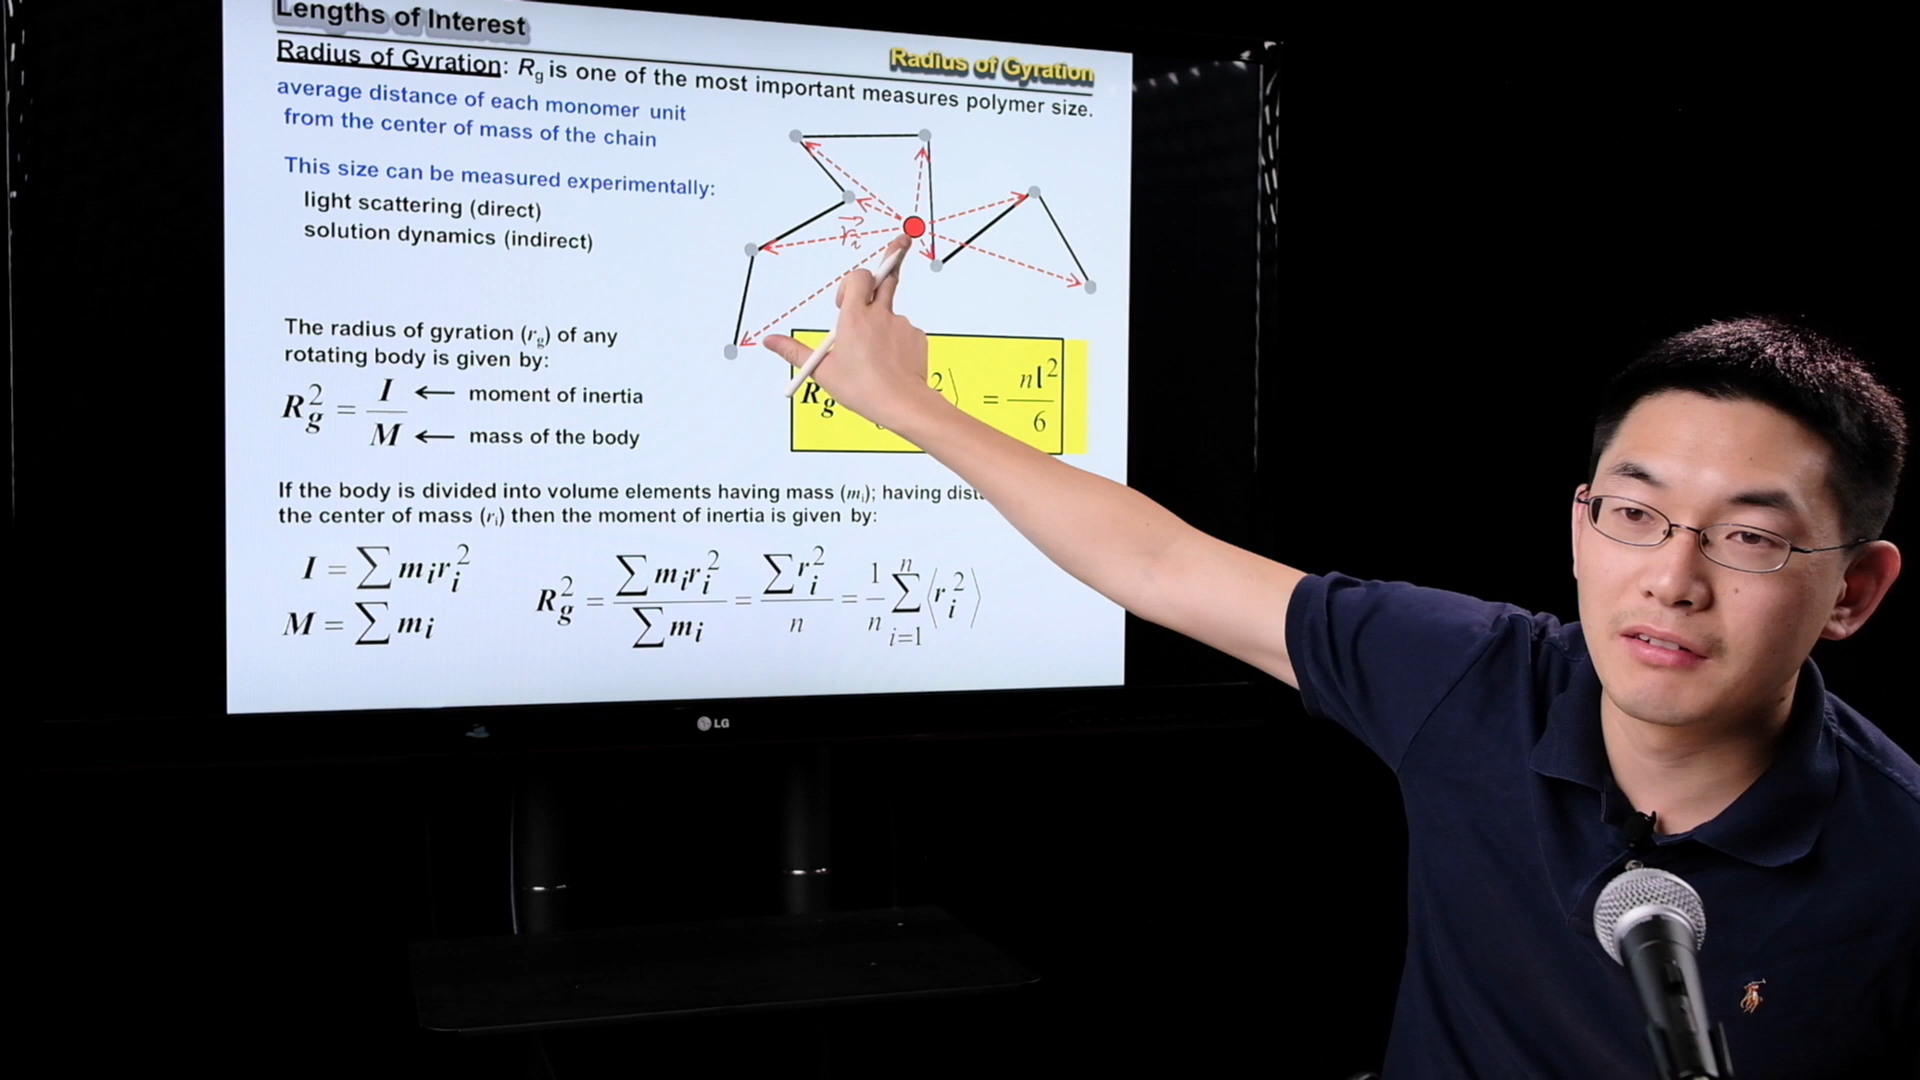 Lengths of Interest
Radius of Gyration
Radius of Gyration: Rg is one of the most important measures polymer size.
average distance of each monomer unit
from the center of mass of the chain
This size can be measured experimentally:
light scattering (direct)
solution dynamics (indirect)
r⃗i
The radius of gyration (rg) of any
rotating body is given by:
Rg² = I / M
← moment of inertia
← mass of the body
Rg 2⟩ = nl² / 6
If the body is divided into volume elements having mass (mi); having
the center of mass (ri) then the moment of inertia is given by:
I = ∑ miri²
M = ∑ mi
Rg² = ∑ miri² / ∑ mi = ∑ ri² / n = 1/n ∑ i=1 n ⟨ri²⟩
LG